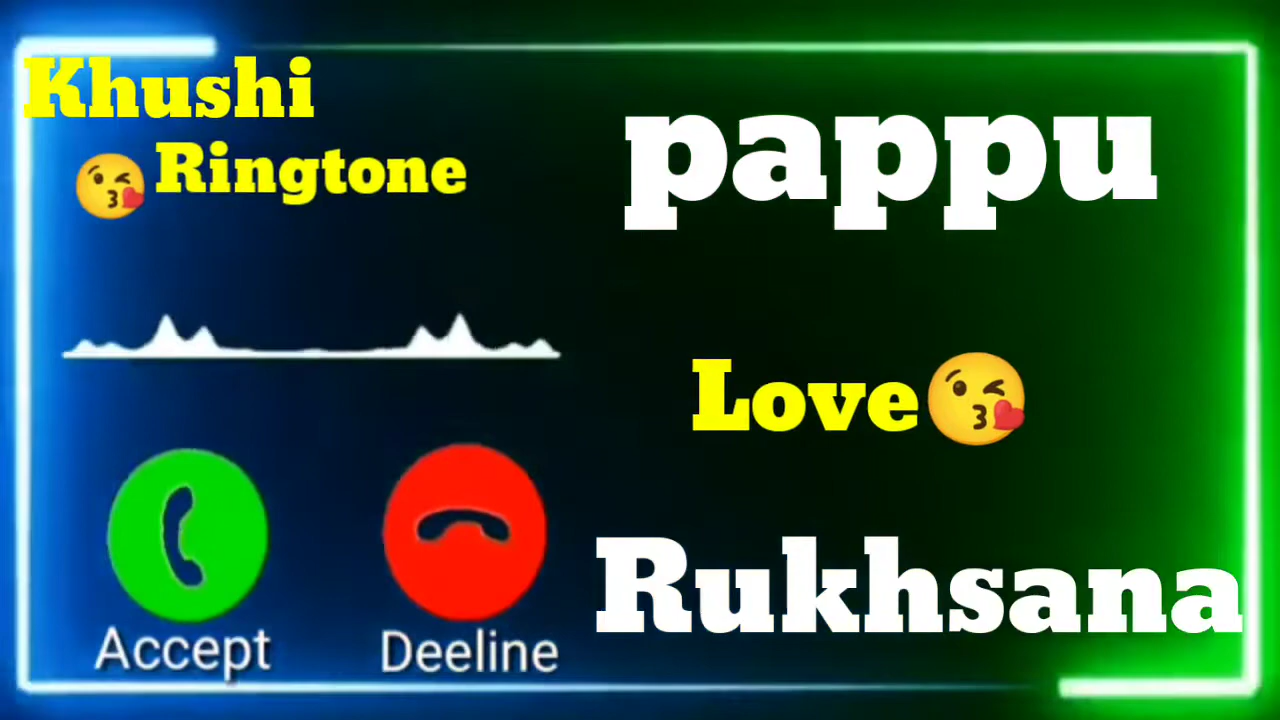 Khushi
😘Ringtone
pappu
Love😘
Rukhsana
Accept
Deeline